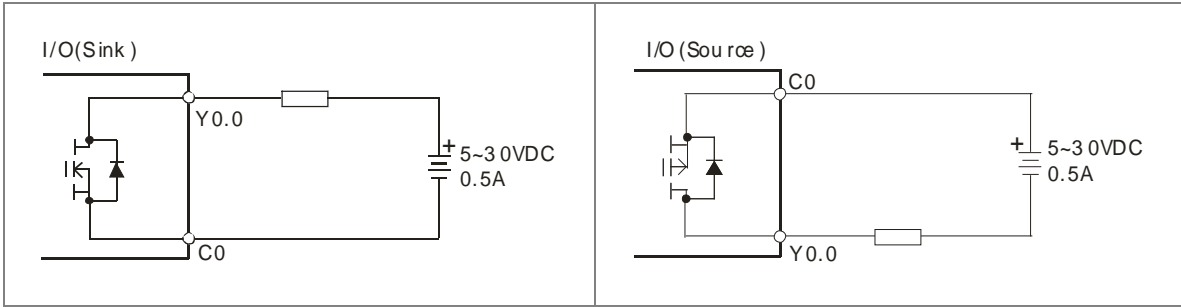 I/O(Sink)
Y0.0
+
5~30VDC
0.5A
C0
I/O(Source)
C0
+
5~30VDC
0.5A
Y0.0